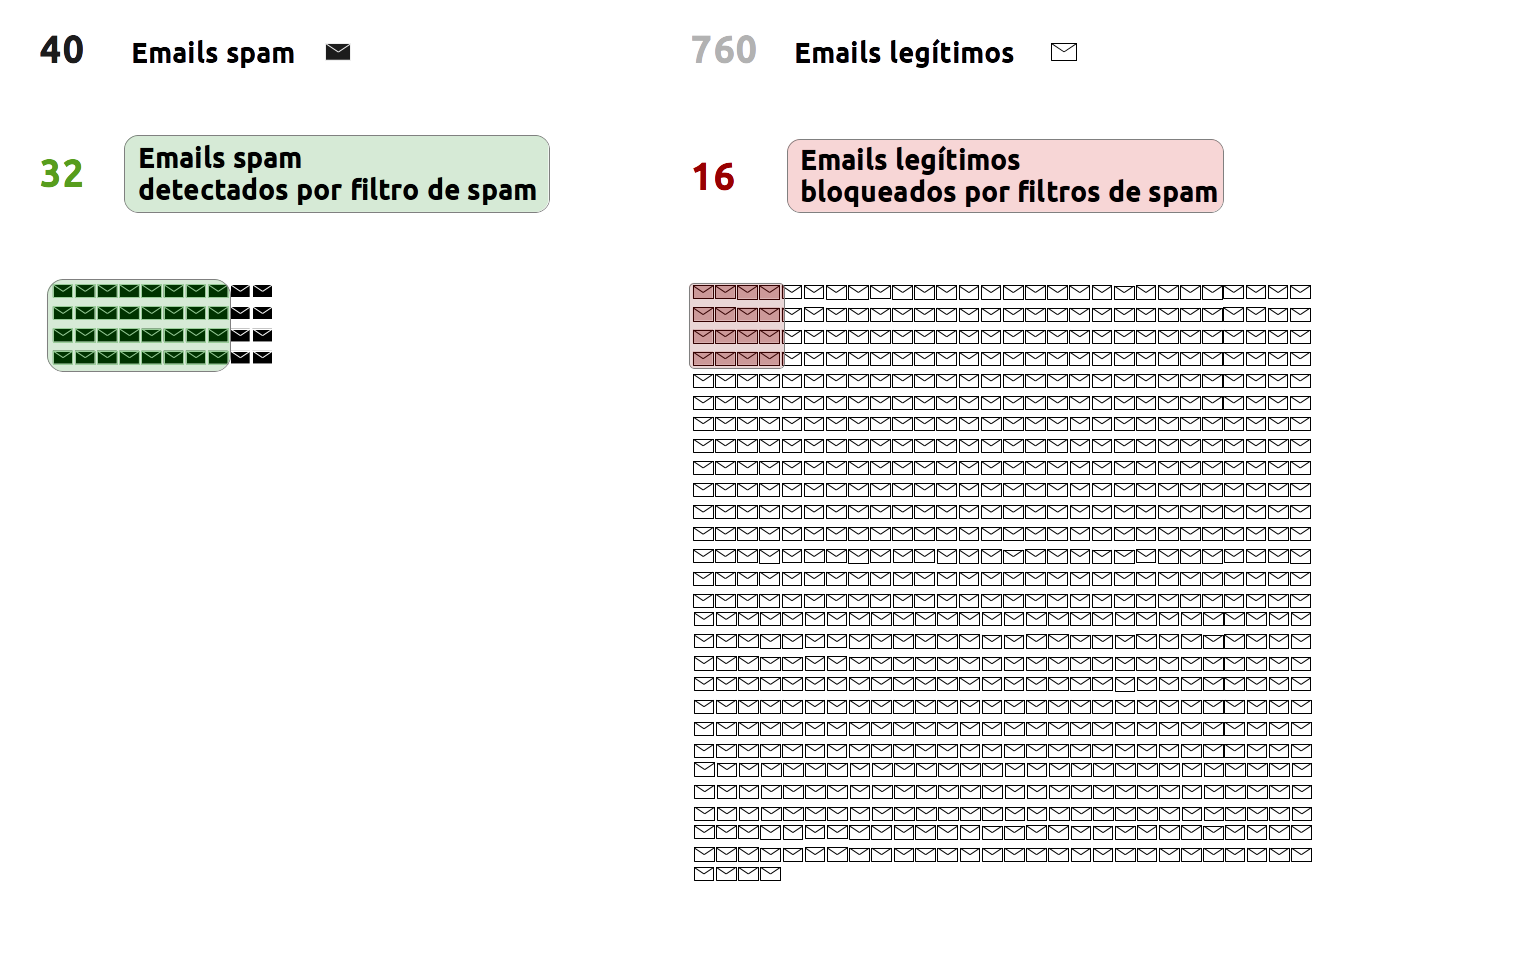 40 Emails spam
760 Emails legítimos
32 Emails spam
detectados por filtro de spam
16 Emails legítimos
bloqueados por filtros de spam